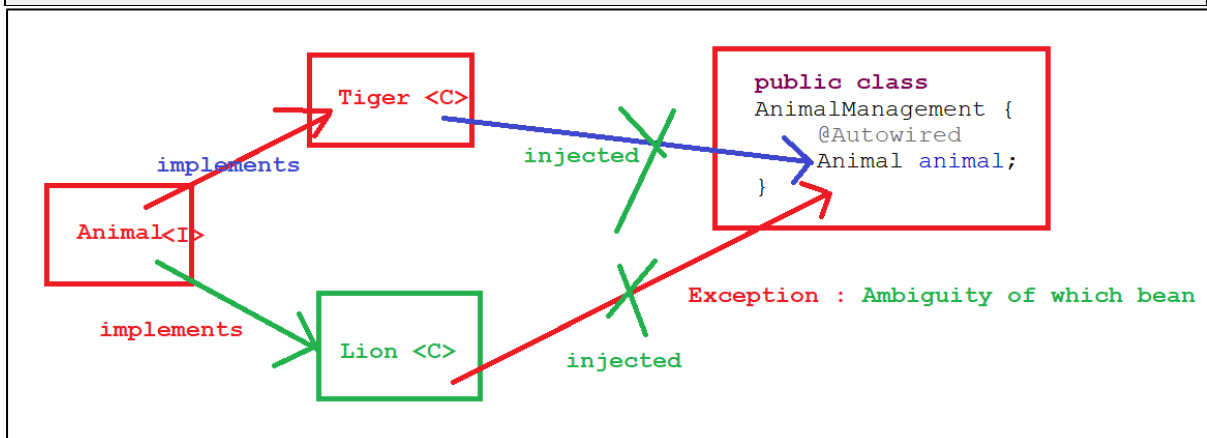 Tiger <C>
implements
Animal<I>
implements
Lion <C>
injected
injected
public class
AnimalManagement {
@Autowired
Animal animal;
}
Exception : Ambiguity of which bean